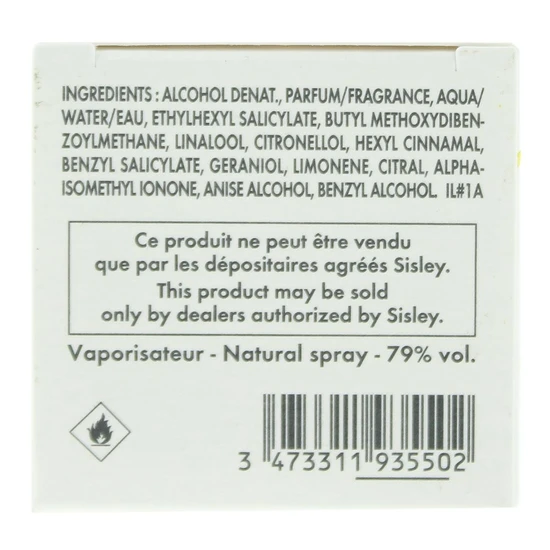 INGREDIENTS : ALCOHOL DENAT., PARFUM/FRAGRANCE, AQUA/
WATER/EAU, ETHYLHEXYL SALICYLATE, BUTYL METHOXYDIBEN-
ZOYLMETHANE, LINALOOL, CITRONELLOL, HEXYL CINNAMAL,
BENZYL SALICYLATE, GERANIOL, LIMONENE, CITRAL, ALPHA-
ISOMETHYL IONONE, ANISE ALCOHOL, BENZYL ALCOHOL. IL#1A
Ce produit ne peut être vendu
que par les dépositaires agréés Sisley.
This product may be sold
only by dealers authorized by Sisley.
Vaporisateur - Natural spray - 79% vol.
3 473311 935502